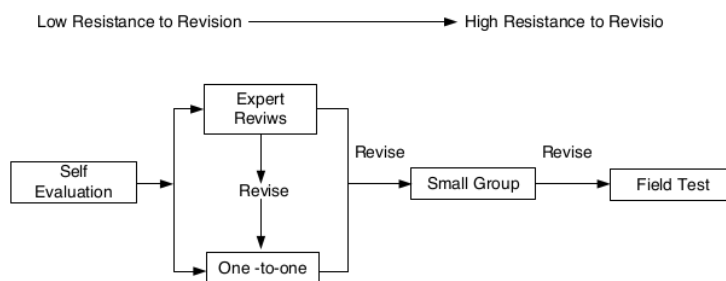 Low Resistance to Revision
High Resistance to Revisio
Expert
Reviws
Revise
Revise
Self
Evaluation
Revise
Small Group
Field Test
One -to-one